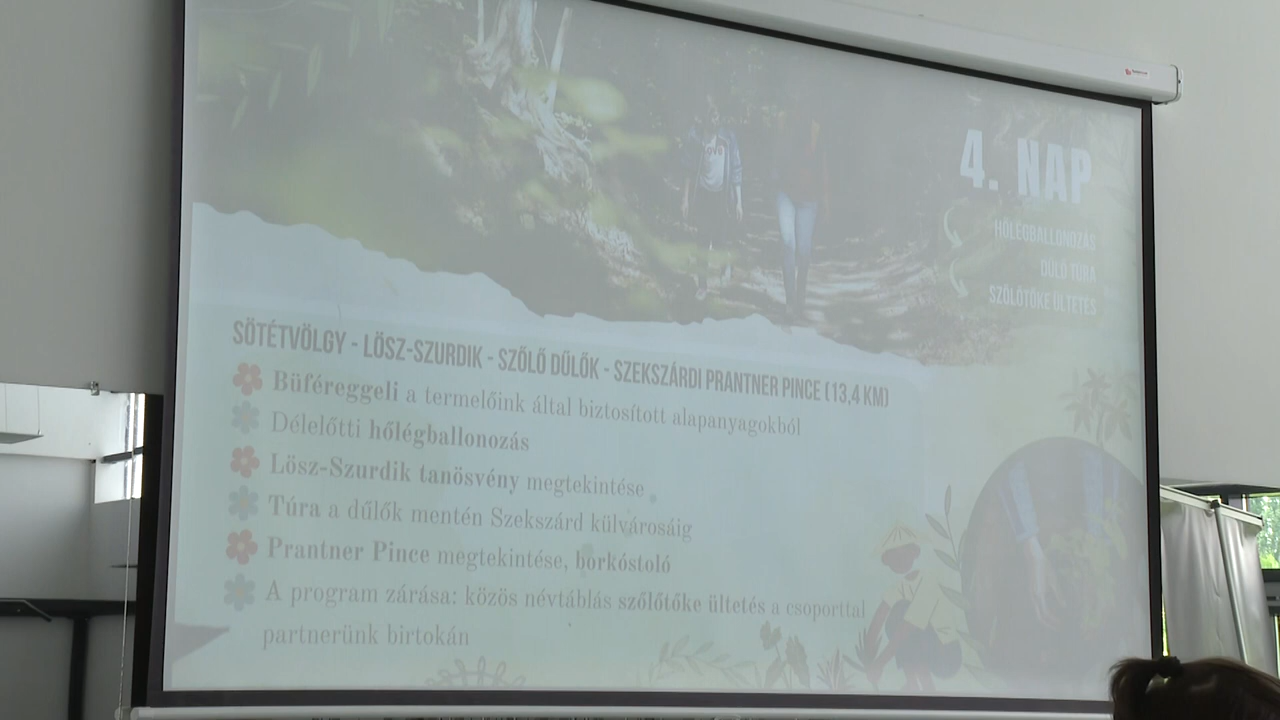 4. NAP
HŐLÉGBALLONOZÁS
DŰLŐ TÚRA
SZŐLŐTŐKE ÜLTETÉS
SÖTÉTVÖLGY - LÖSZ-SZURDIK - SZŐLŐ DŰLŐK - SZEKSZÁRDI PRANTNER PINCE (13,4 KM)
Büféreggeli a termelőink által biztosított alapanyagokból
Délelőtti hőlégballonozás
Lösz-Szurdik tanösvény megtekintése
Túra a dűlők mentén Szekszárd külvárosáig
Prantner Pince megtekintése, borkóstoló
A program zárása: közös névtáblás szőlőtőke ültetés a csoporttal
partnerünk birtokán